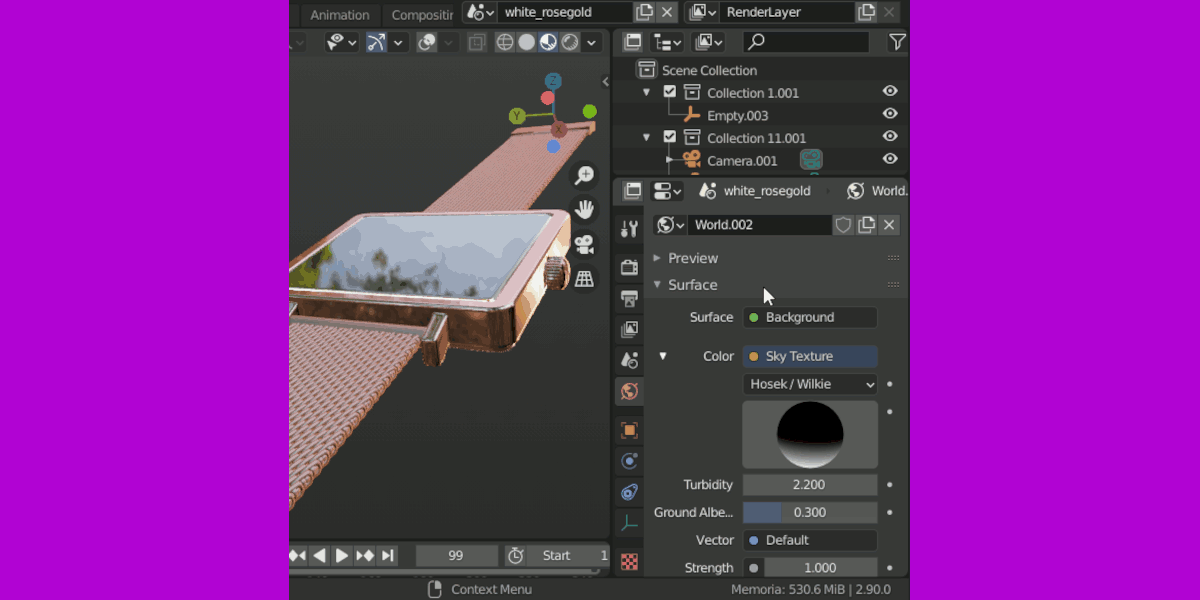 Animation
Compositin
white_rosegold
RenderLayer
Scene Collection
Collection 1.001
Empty.003
Collection 11.001
Camera.001
Z
Y
X
white_rosegold
World.
World.002
Preview
Surface
Surface
Background
Color
Sky Texture
Hosek / Wilkie
Turbidity
2.200
Ground Albe...
0.300
Vector
Default
Strength
1.000
99
Start
1
Context Menu
Memoria: 530.6 MiB | 2.90.0